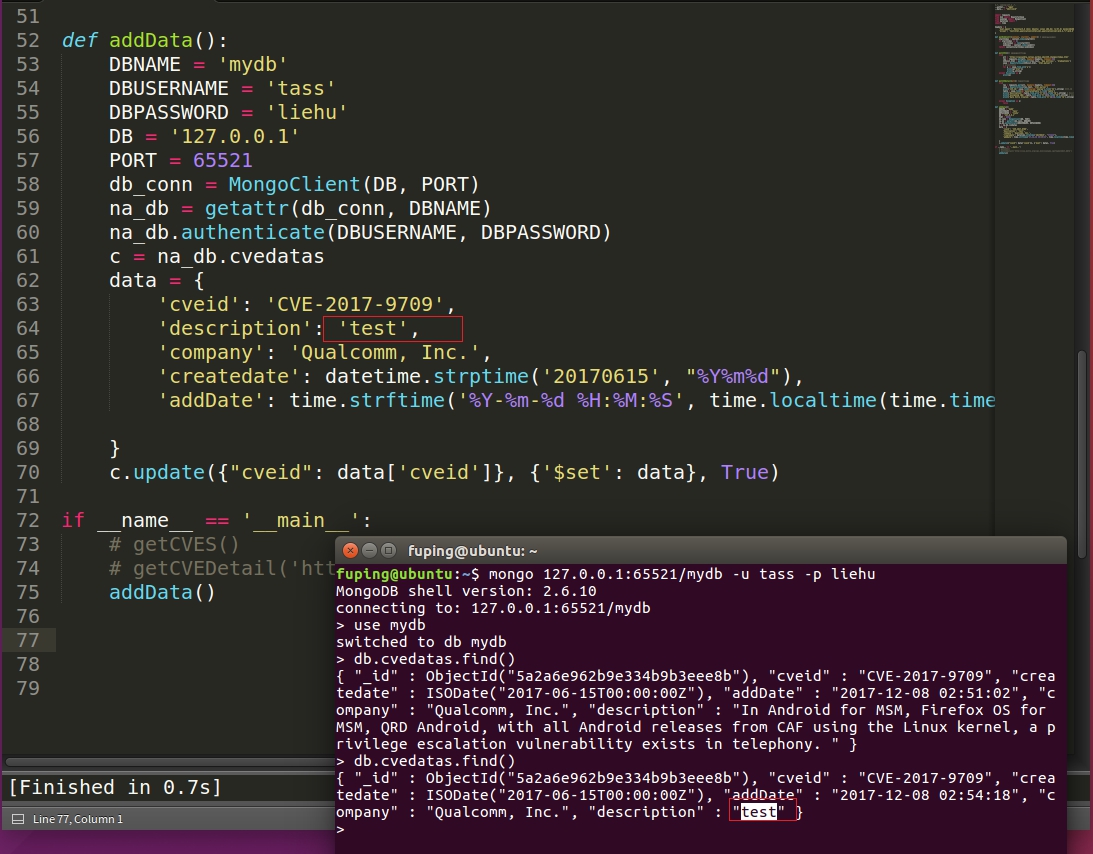 51
52 def addData():
53     DBNAME = 'mydb'
54     DBUSERNAME = 'tass'
55     DBPASSWORD = 'liehu'
56     DB = '127.0.0.1'
57     PORT = 65521
58     db_conn = MongoClient(DB, PORT)
59     na_db = getattr(db_conn, DBNAME)
60     na_db.authenticate(DBUSERNAME, DBPASSWORD)
61     c = na_db.cvedatas
62     data = {
63         'cveid': 'CVE-2017-9709',
64         'description': 'test',
65         'company': 'Qualcomm, Inc.',
66         'createdate': datetime.strptime('20170615', "%Y%m%d"),
67         'addDate': time.strftime('%Y-%m-%d %H:%M:%S', time.localtime(time.time
68
69     }
70     c.update({"cveid": data['cveid']}, {'$set': data}, True)
71
72 if __name__ == '__main__':
73     # getCVES()
74     # getCVEDetail('htt
75     addData()
76
77
78
79
[Finished in 0.7s]
Line 77, Column 1
fuping@ubuntu: ~
fuping@ubuntu:~$ mongo 127.0.0.1:65521/mydb -u tass -p liehu
MongoDB shell version: 2.6.10
connecting to: 127.0.0.1:65521/mydb
> use mydb
switched to db mydb
> db.cvedatas.find()
{ "_id" : ObjectId("5a2a6e962b9e334b9b3eee8b"), "cveid" : "CVE-2017-9709", "crea
tedate" : ISODate("2017-06-15T00:00:00Z"), "addDate" : "2017-12-08 02:51:02", "c
ompany" : "Qualcomm, Inc.", "description" : "In Android for MSM, Firefox OS for
MSM, QRD Android, with all Android releases from CAF using the Linux kernel, a p
rivilege escalation vulnerability exists in telephony. " }
> db.cvedatas.find()
{ "_id" : ObjectId("5a2a6e962b9e334b9b3eee8b"), "cveid" : "CVE-2017-9709", "crea
tedate" : ISODate("2017-06-15T00:00:00Z"), "addDate" : "2017-12-08 02:54:18", "c
ompany" : "Qualcomm, Inc.", "description" : "test" }
>